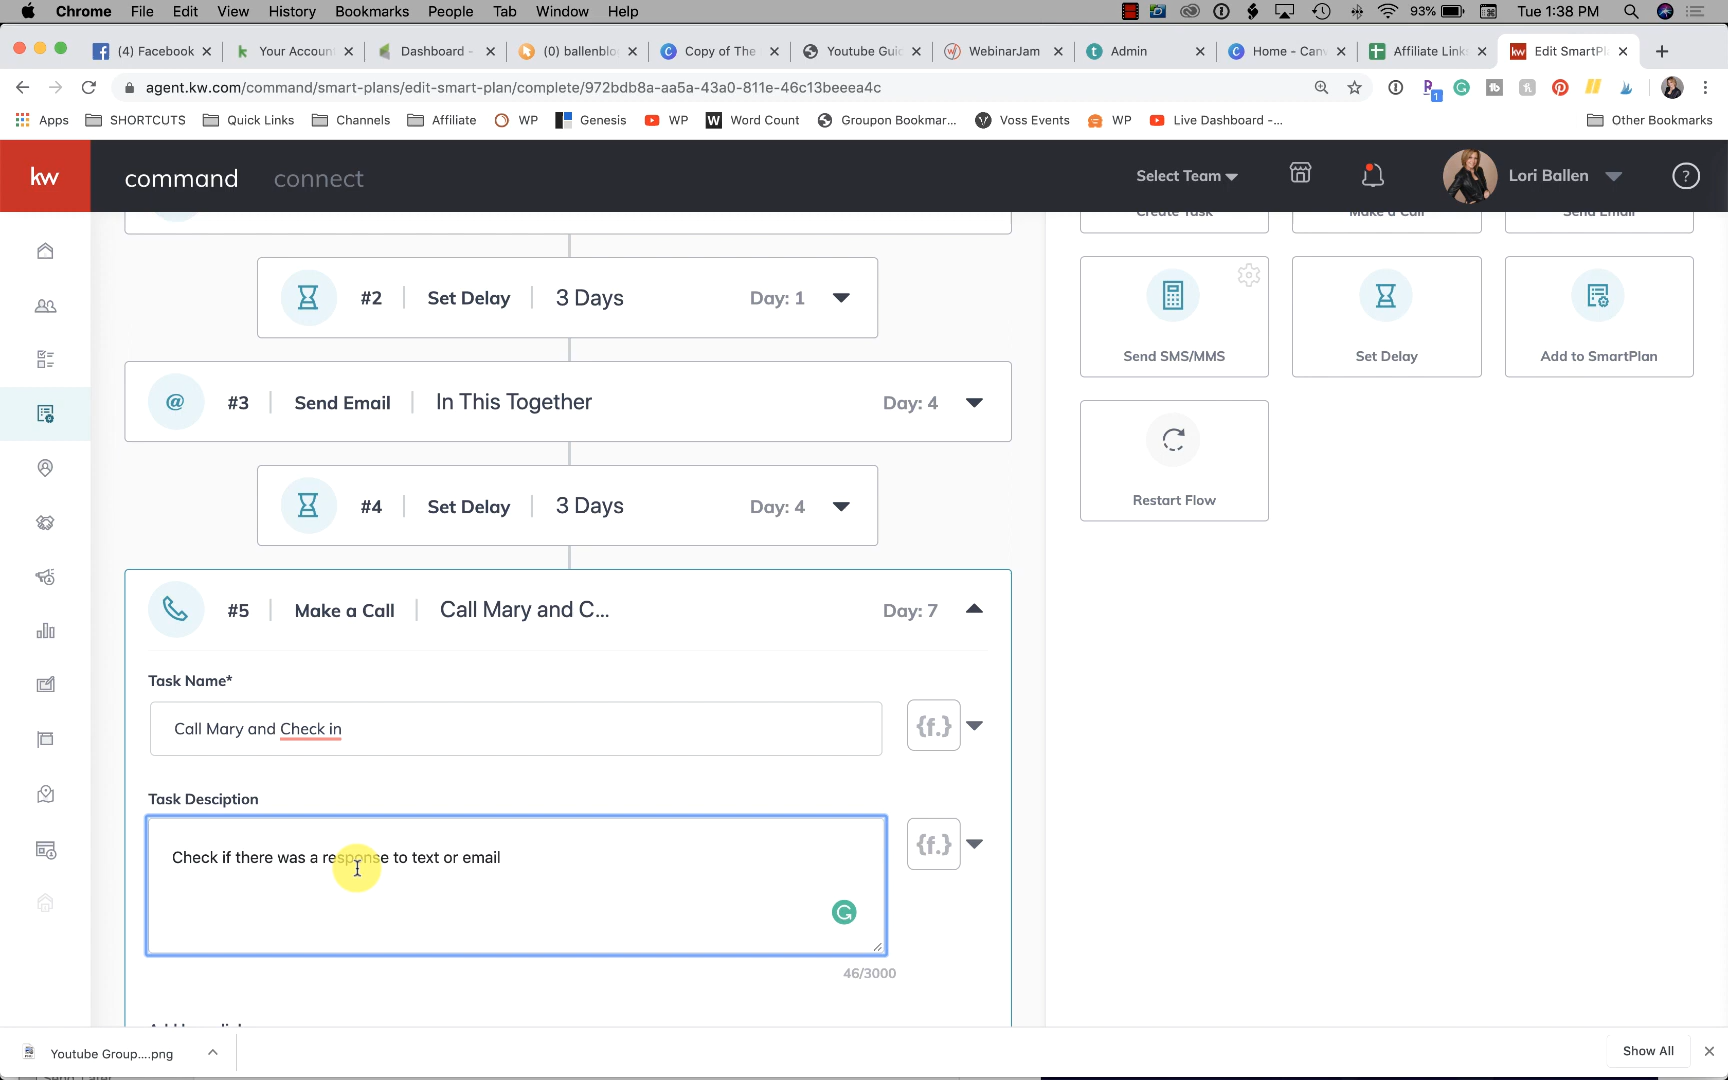 Chrome File Edit View History Bookmarks People Tab Window Help 93% Tue 1:38 PM
(4) Facebook Your Accoun Dashboard - (0) ballenblo Copy of The Youtube Guid WebinarJam Admin Home - Canv Affiliate Link Edit SmartPl
agent.kw.com/command/smart-plans/edit-smart-plan/complete/972bdb8a-aa5a-43a0-811e-46c13beeea4c
Apps SHORTCUTS Quick Links Channels Affiliate WP Genesis WP Word Count Groupon Bookmar... Voss Events WP Live Dashboard -... Other Bookmarks
kw command connect Select Team Lori Ballen ?
Create Task Make a Call Send Email
#2 Set Delay 3 Days Day: 1
Send SMS/MMS Set Delay Add to SmartPlan
@ #3 Send Email In This Together Day: 4
Restart Flow
#4 Set Delay 3 Days Day: 4
#5 Make a Call Call Mary and C... Day: 7
Task Name*
Call Mary and Check in {f.}
Task Desciption
Check if there was a response to text or email {f.}
46/3000
Youtube Group....png Show All